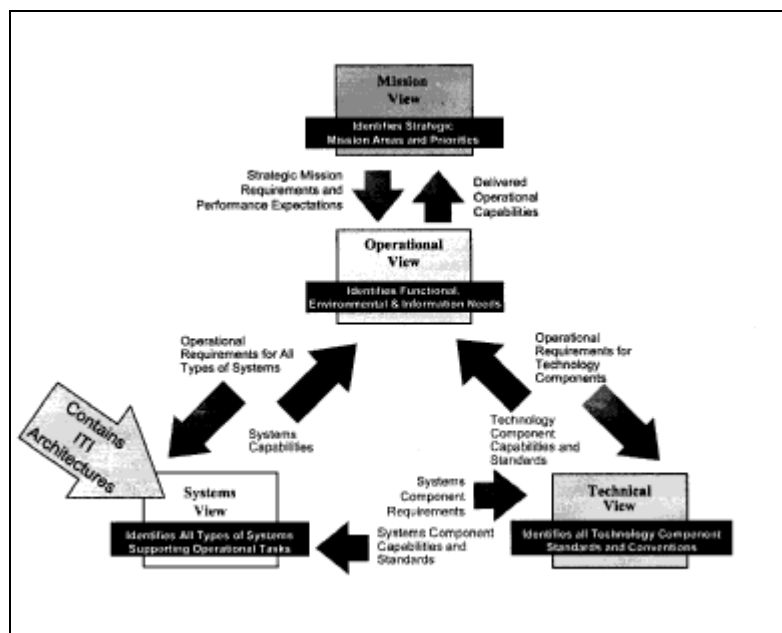 Mission
View
Identifies Strategic
Mission Areas and Priorities
Strategic Mission
Requirements and
Performance Expectations
Delivered
Operational
Capabilities
Operational
View
Identifies Functional,
Environmental & Information Needs
Operational
Requirements for All
Types of Systems
Operational
Requirements for
Technology
Components
Contains
ITI
Architectures
Systems
Capabilities
Technology
Component
Capabilities and
Standards
Systems
View
Identifies All Types of Systems
Supporting Operational Tasks
Systems
Component
Requirements
Systems Component
Capabilities and
Standards
Technical
View
Identifies all Technology Component
Standards and Conventions